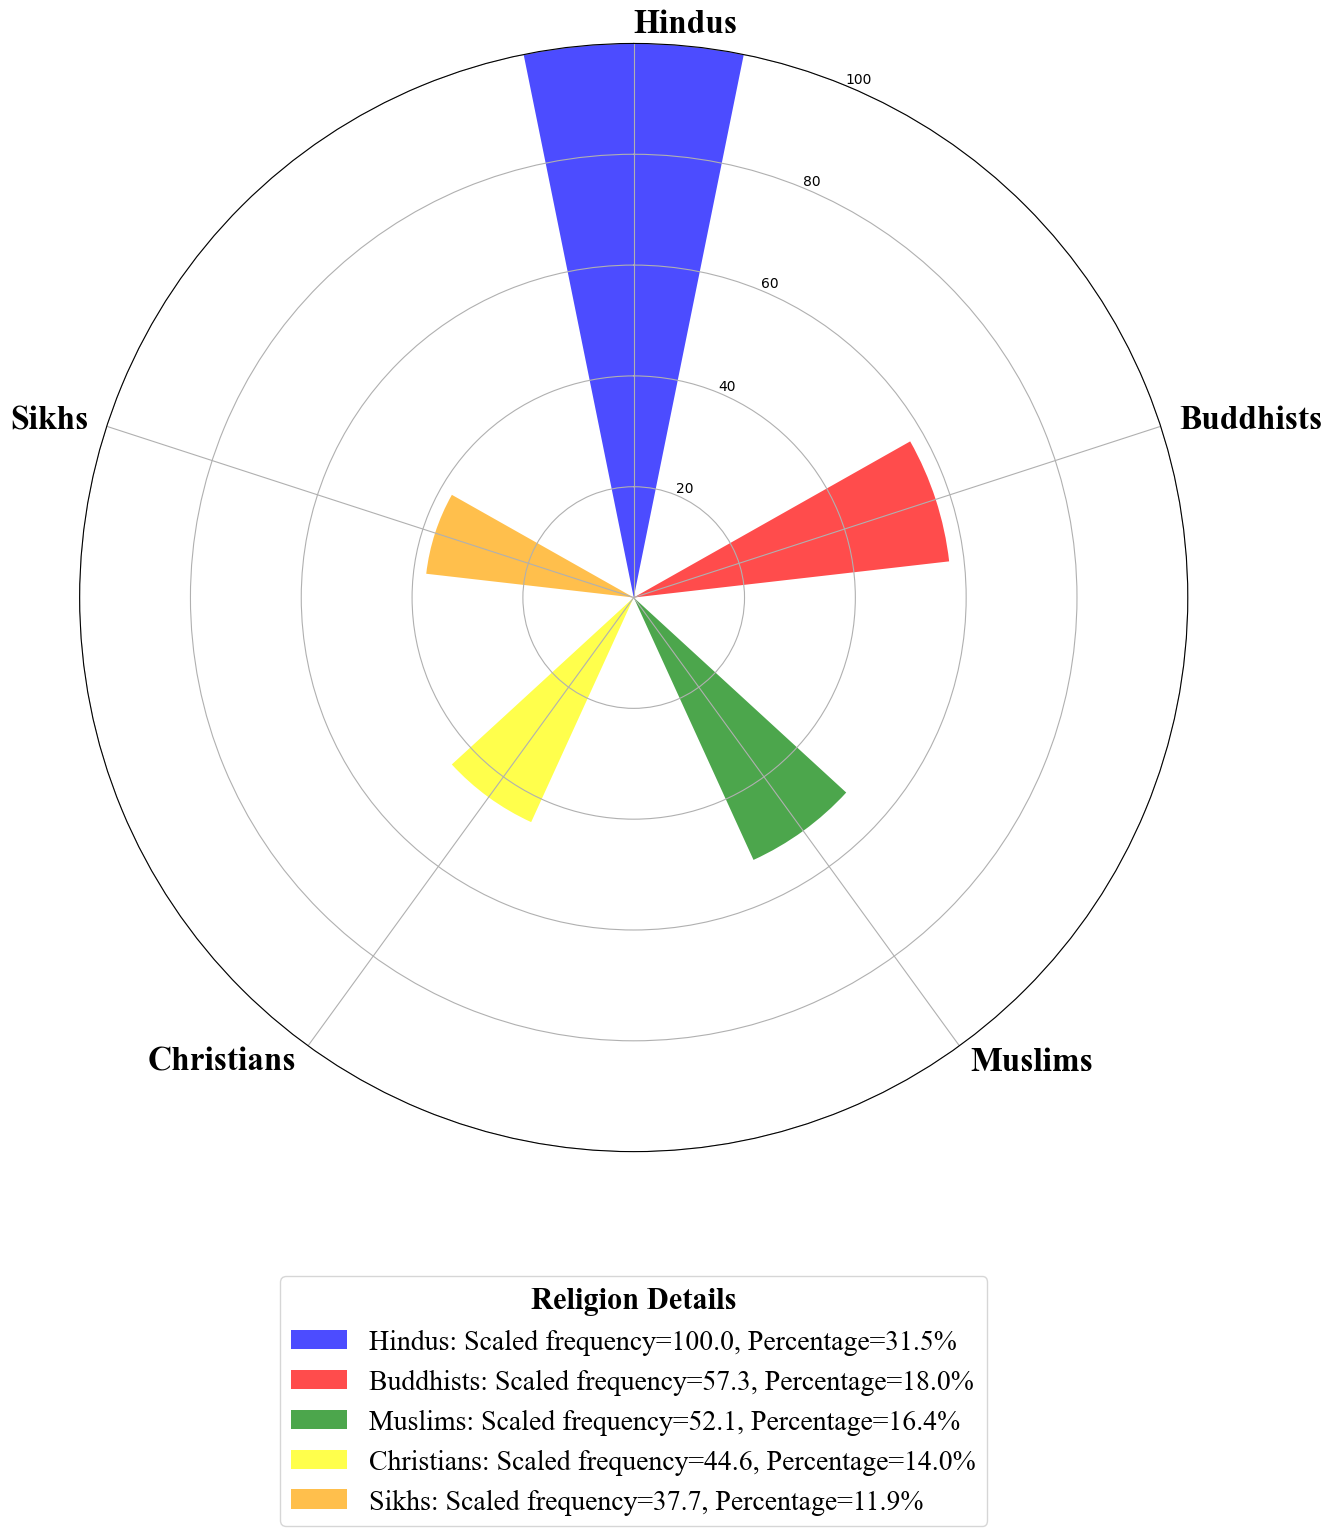 Hindus
100
80
60
40
20
Sikhs
Buddhists
Christians
Muslims
Religion Details
Hindus: Scaled frequency=100.0, Percentage=31.5%
Buddhists: Scaled frequency=57.3, Percentage=18.0%
Muslims: Scaled frequency=52.1, Percentage=16.4%
Christians: Scaled frequency=44.6, Percentage=14.0%
Sikhs: Scaled frequency=37.7, Percentage=11.9%